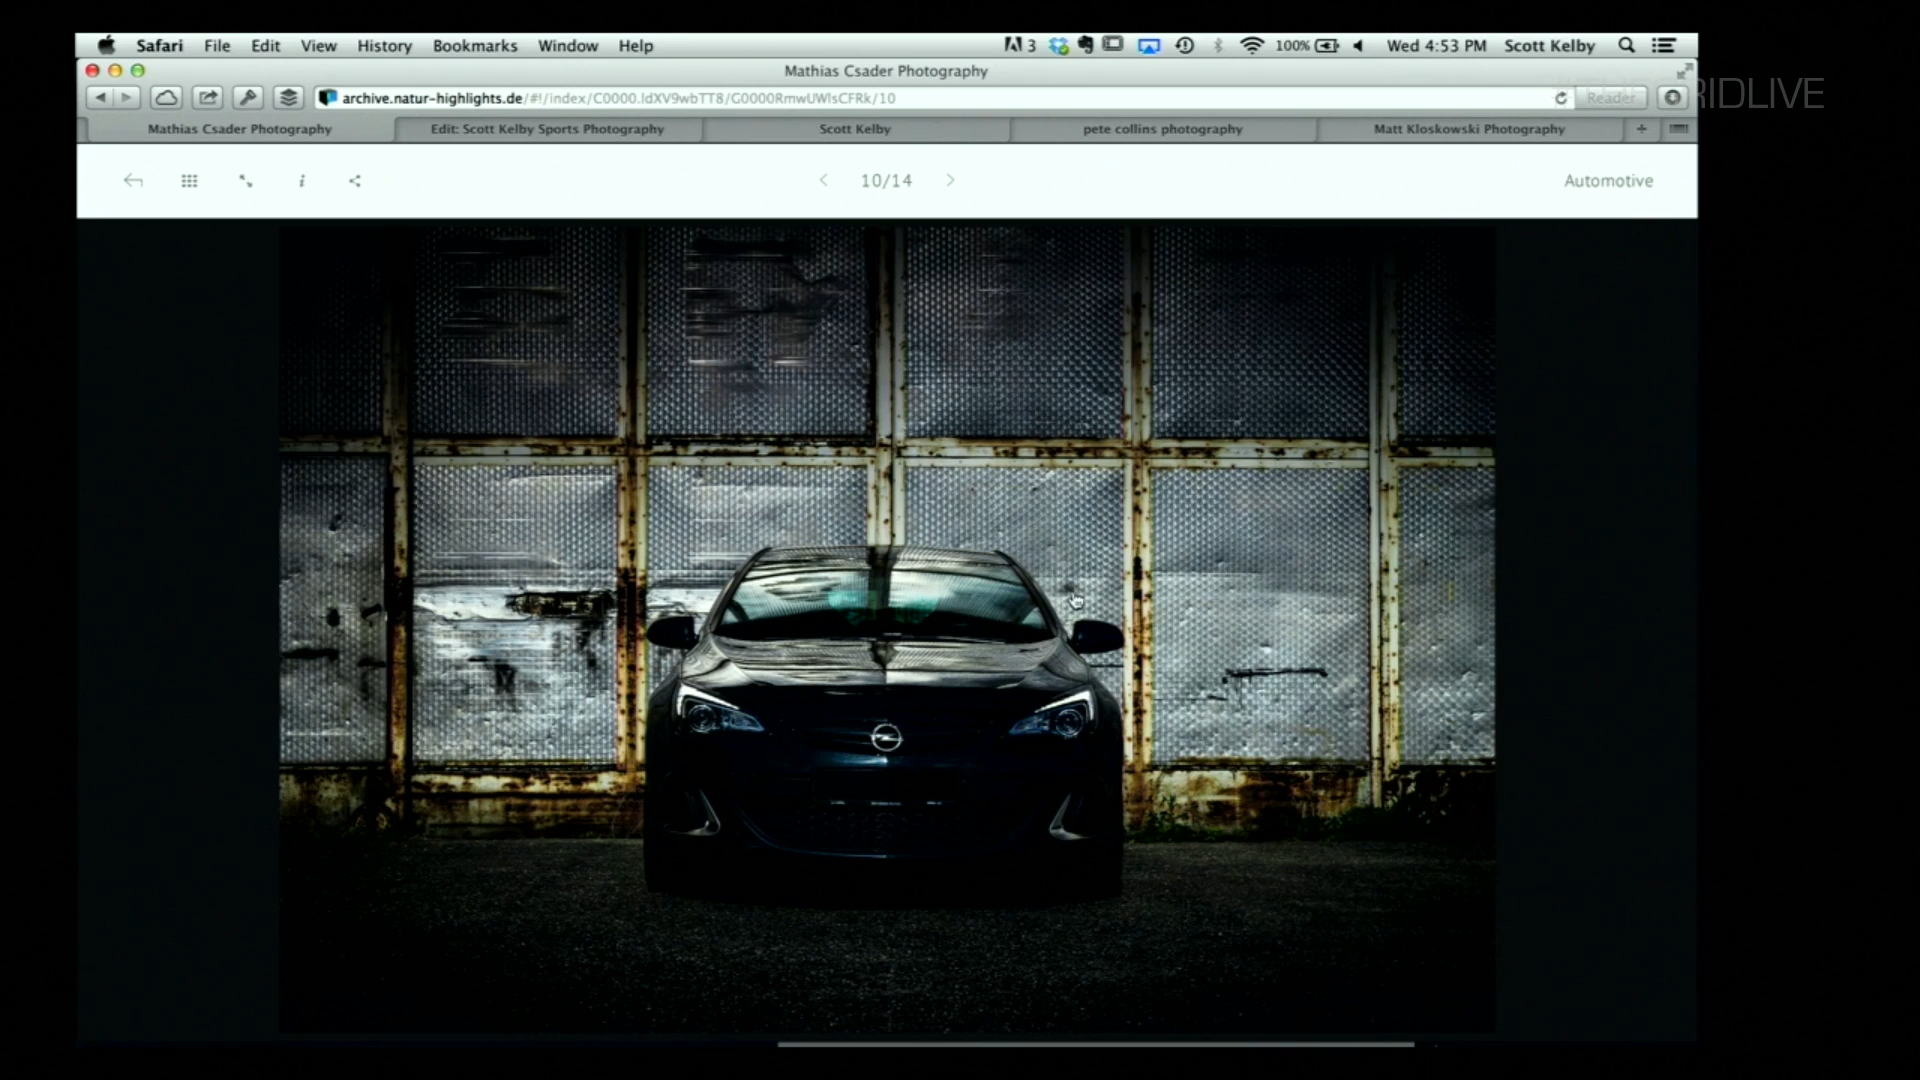 Safari File Edit View History Bookmarks Window Help 3 100% Wed 4:53 PM Scott Kelby
Mathias Csader Photography
archive.natur-highlights.de/#!/index/C0000.ldXV9wbTT8/G0000RmwUWlsCFRk/10 Reader
RIDLIVE
Mathias Csader Photography Edit: Scott Kelby Sports Photography Scott Kelby pete collins photography Matt Kloskowski Photography
10/14 Automotive